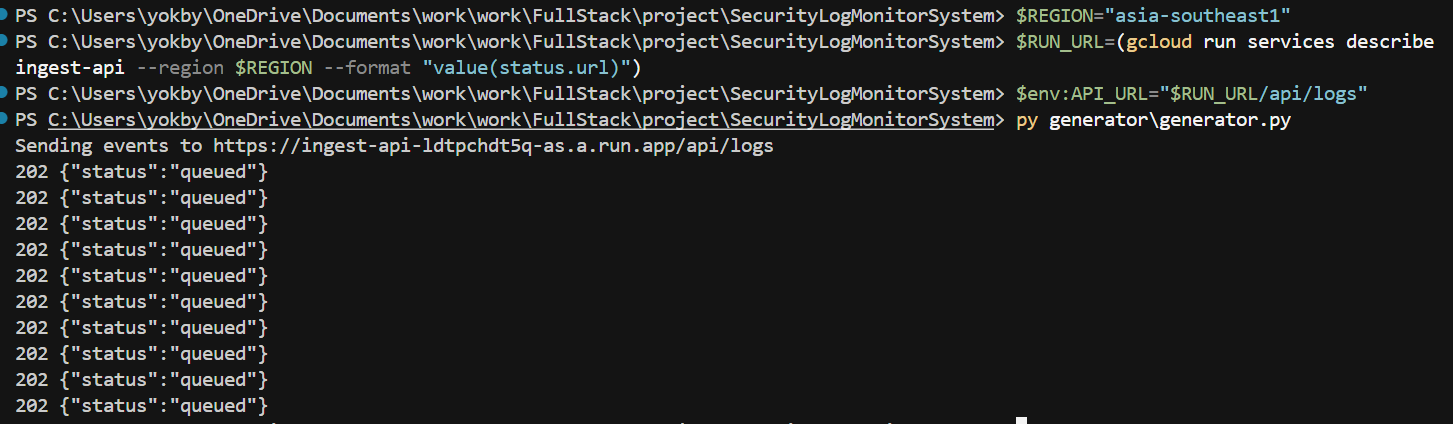 PS C:\Users\yokby\OneDrive\Documents\work\work\FullStack\project\SecurityLogMonitorSystem> $REGION="asia-southeast1"
PS C:\Users\yokby\OneDrive\Documents\work\work\FullStack\project\SecurityLogMonitorSystem> $RUN_URL=(gcloud run services describe
ingest-api --region $REGION --format "value(status.url)")
PS C:\Users\yokby\OneDrive\Documents\work\work\FullStack\project\SecurityLogMonitorSystem> $env:API_URL="$RUN_URL/api/logs"
PS C:\Users\yokby\OneDrive\Documents\work\work\FullStack\project\SecurityLogMonitorSystem> py generator\generator.py
Sending events to https://ingest-api-ldtpchdt5q-as.a.run.app/api/logs
202 {"status":"queued"}
202 {"status":"queued"}
202 {"status":"queued"}
202 {"status":"queued"}
202 {"status":"queued"}
202 {"status":"queued"}
202 {"status":"queued"}
202 {"status":"queued"}
202 {"status":"queued"}
202 {"status":"queued"}